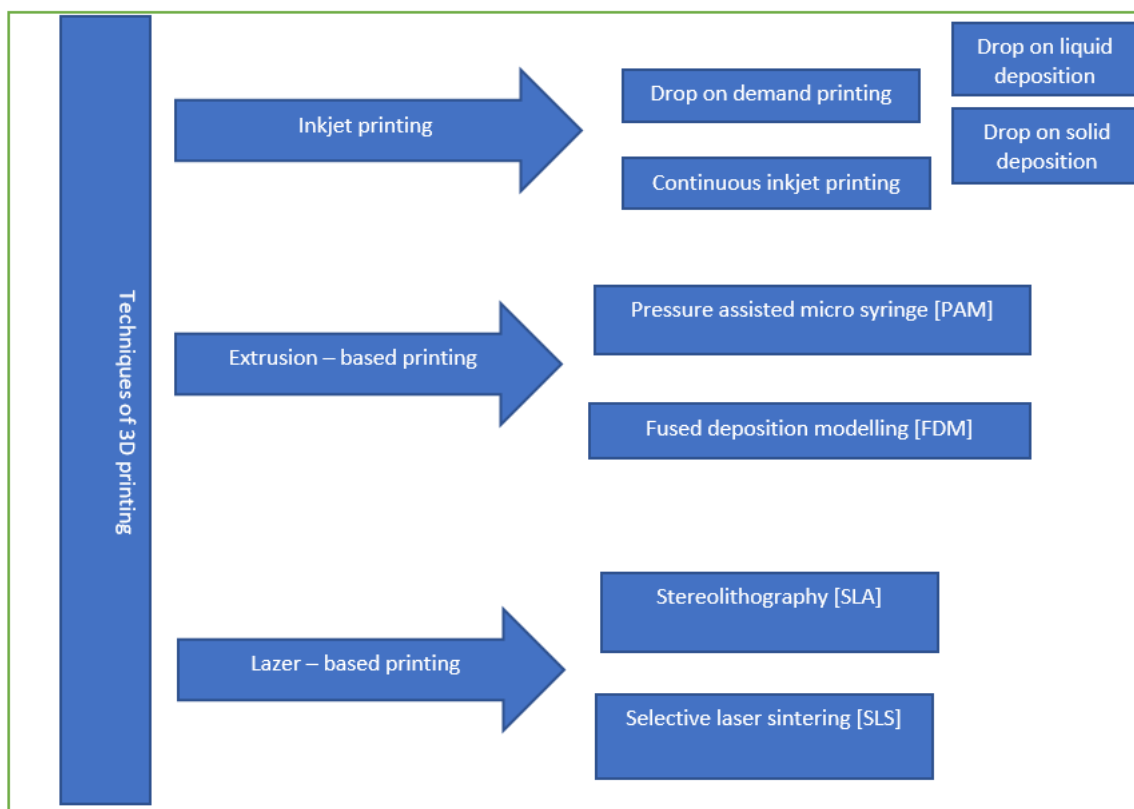 Techniques of 3D printing
Inkjet printing
Drop on demand printing
Continuous inkjet printing
Drop on liquid
deposition
Drop on solid
deposition
Extrusion – based printing
Pressure assisted micro syringe [PAM]
Fused deposition modelling [FDM]
Lazer – based printing
Stereolithography [SLA]
Selective laser sintering [SLS]